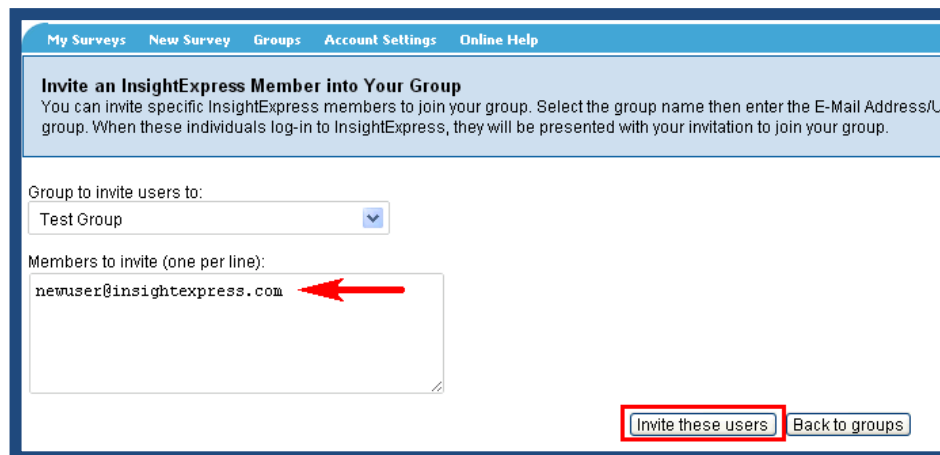 My Surveys New Survey Groups Account Settings Online Help
Invite an InsightExpress Member into Your Group
You can invite specific InsightExpress members to join your group. Select the group name then enter the E-Mail Address/U
group. When these individuals log-in to InsightExpress, they will be presented with your invitation to join your group.
Group to invite users to:
Test Group
Members to invite (one per line):
newuser@insightexpress.com
Invite these users Back to groups